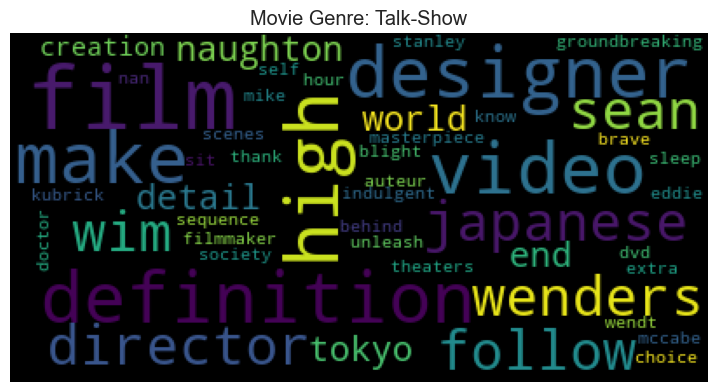 Movie Genre: Talk-Show
creation
naughton
stanley
groundbreaking
film
nan
self
hour
mike
designer
high
world
know
sean
make
scenes
sit
thank
masterpiece
blight
brave
video
sleep
kubrick
detail
auteur
indulgent
eddie
doctor
wim
sequence
filmmaker
society
behind
unleash
japanese
end
dvd
extra
theaters
definition
wenders
director
tokyo
follow
wendt
mccabe
choice